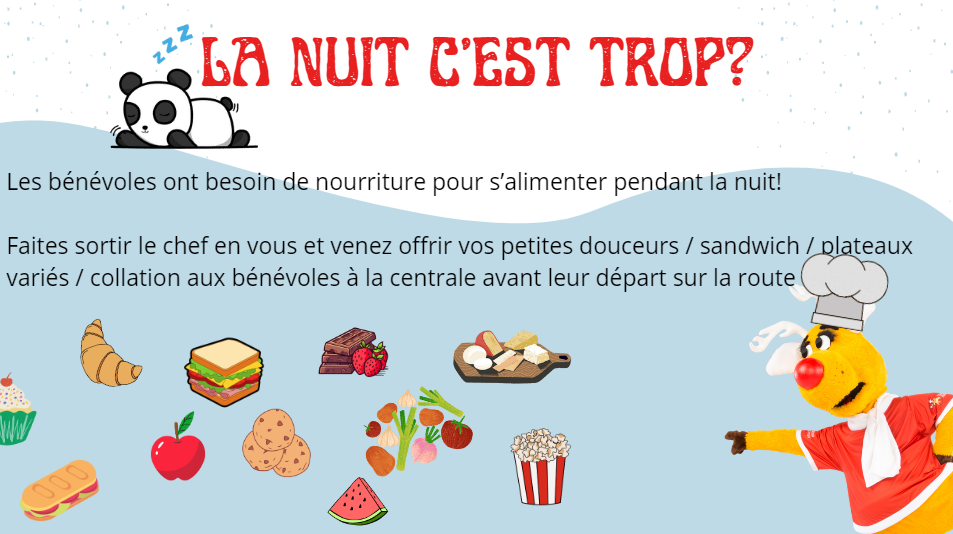 z z z
LA NUIT C'EST TROP?
Les bénévoles ont besoin de nourriture pour s’alimenter pendant la nuit!
Faites sortir le chef en vous et venez offrir vos petites douceurs / sandwich / plateaux
variés / collation aux bénévoles à la centrale avant leur départ sur la route